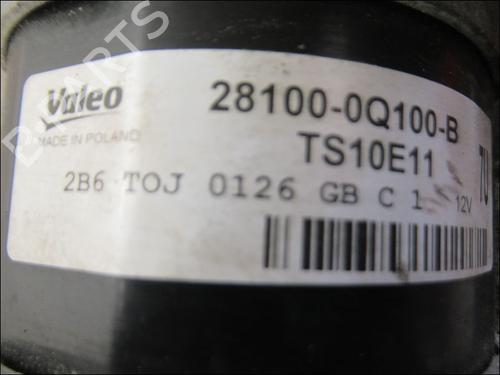 Valeo
28100-0Q100-B
MADE IN POLAND
TS10E11
2B6 TOJ 0126 GB C 1 12V